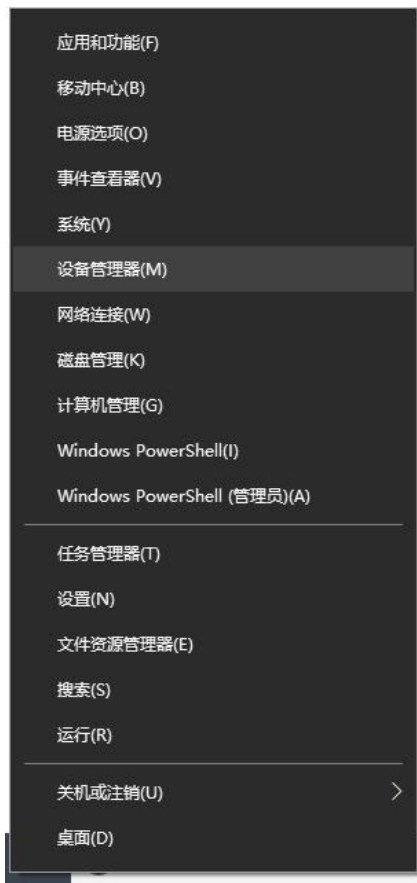 应用和功能(F)
移动中心(B)
电源选项(O)
事件查看器(V)
系统(Y)
设备管理器(M)
网络连接(W)
磁盘管理(K)
计算机管理(G)
Windows PowerShell(I)
Windows PowerShell (管理员)(A)
任务管理器(T)
设置(N)
文件资源管理器(E)
搜索(S)
运行(R)
关机或注销(U)
桌面(D)